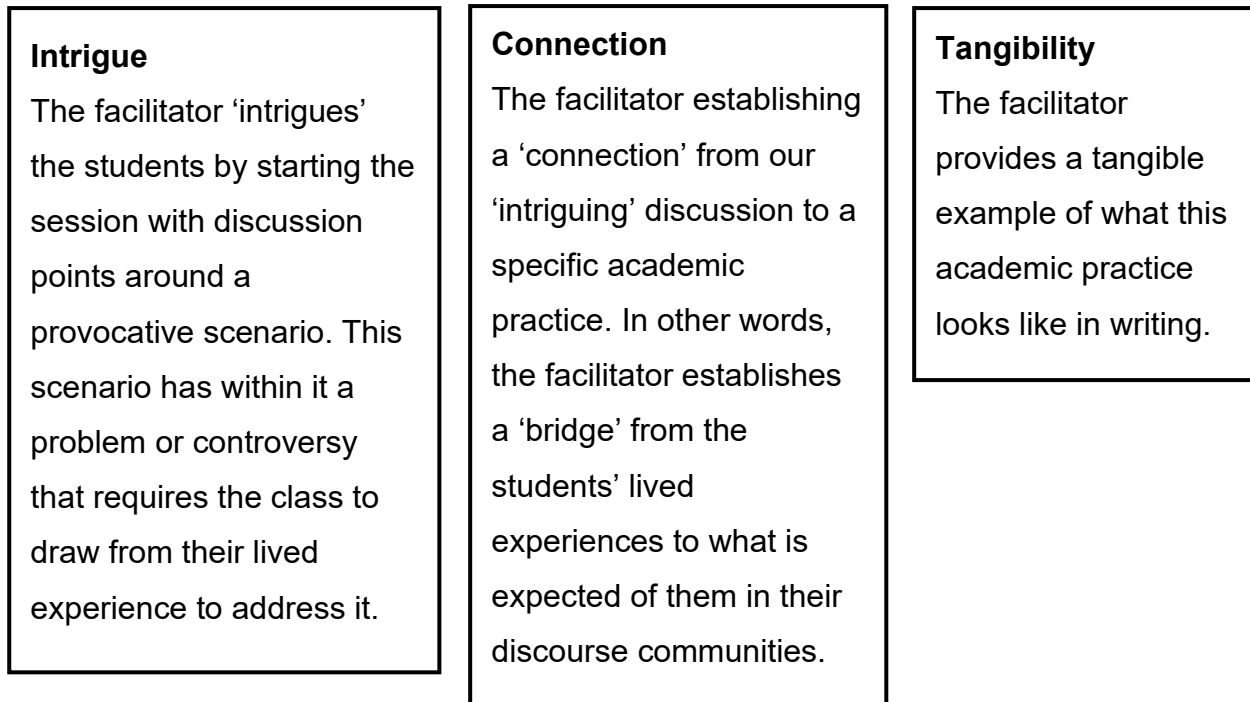 Intrigue
The facilitator ‘intrigues’
the students by starting the
session with discussion
points around a
provocative scenario. This
scenario has within it a
problem or controversy
that requires the class to
draw from their lived
experience to address it.
Connection
The facilitator establishing
a ‘connection’ from our
‘intriguing’ discussion to a
specific academic
practice. In other words,
the facilitator establishes
a ‘bridge’ from the
students’ lived
experiences to what is
expected of them in their
discourse communities.
Tangibility
The facilitator
provides a tangible
example of what this
academic practice
looks like in writing.